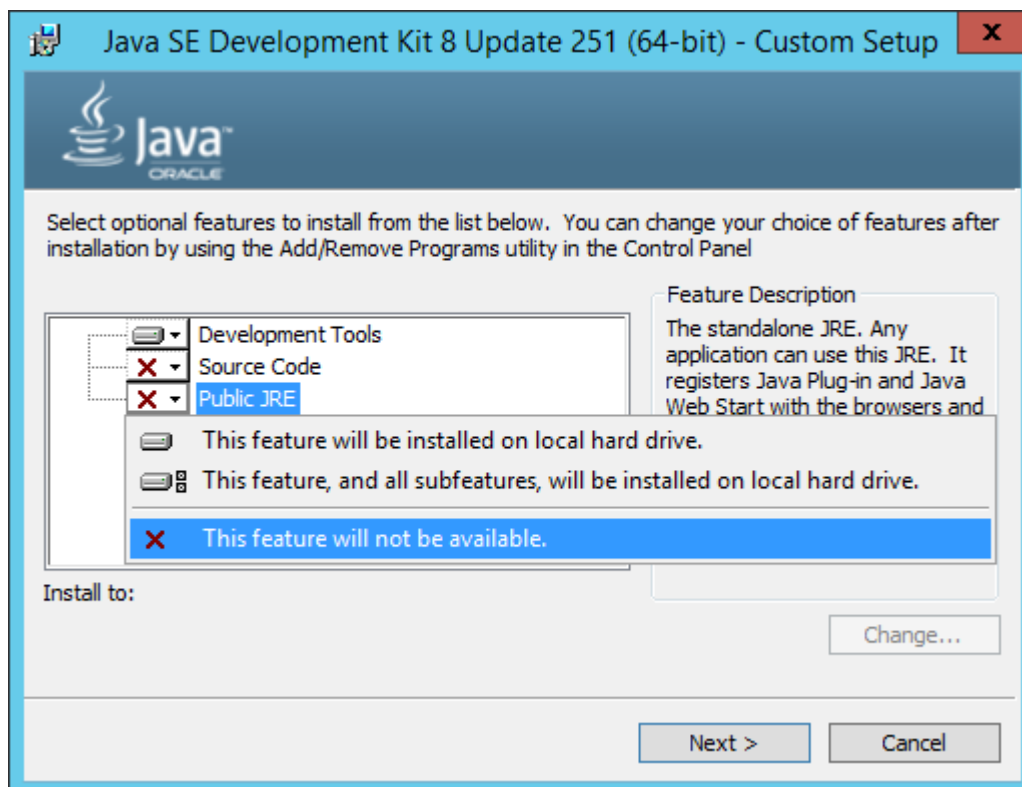 Java SE Development Kit 8 Update 251 (64-bit) - Custom Setup
x
Java™
ORACLE
Select optional features to install from the list below.  You can change your choice of features after
installation by using the Add/Remove Programs utility in the Control Panel
Development Tools
Source Code
Public JRE
Feature Description
The standalone JRE. Any
application can use this JRE.  It
registers Java Plug-in and Java
Web Start with the browsers and
This feature will be installed on local hard drive.
This feature, and all subfeatures, will be installed on local hard drive.
This feature will not be available.
Install to:
Change...
Next >
Cancel